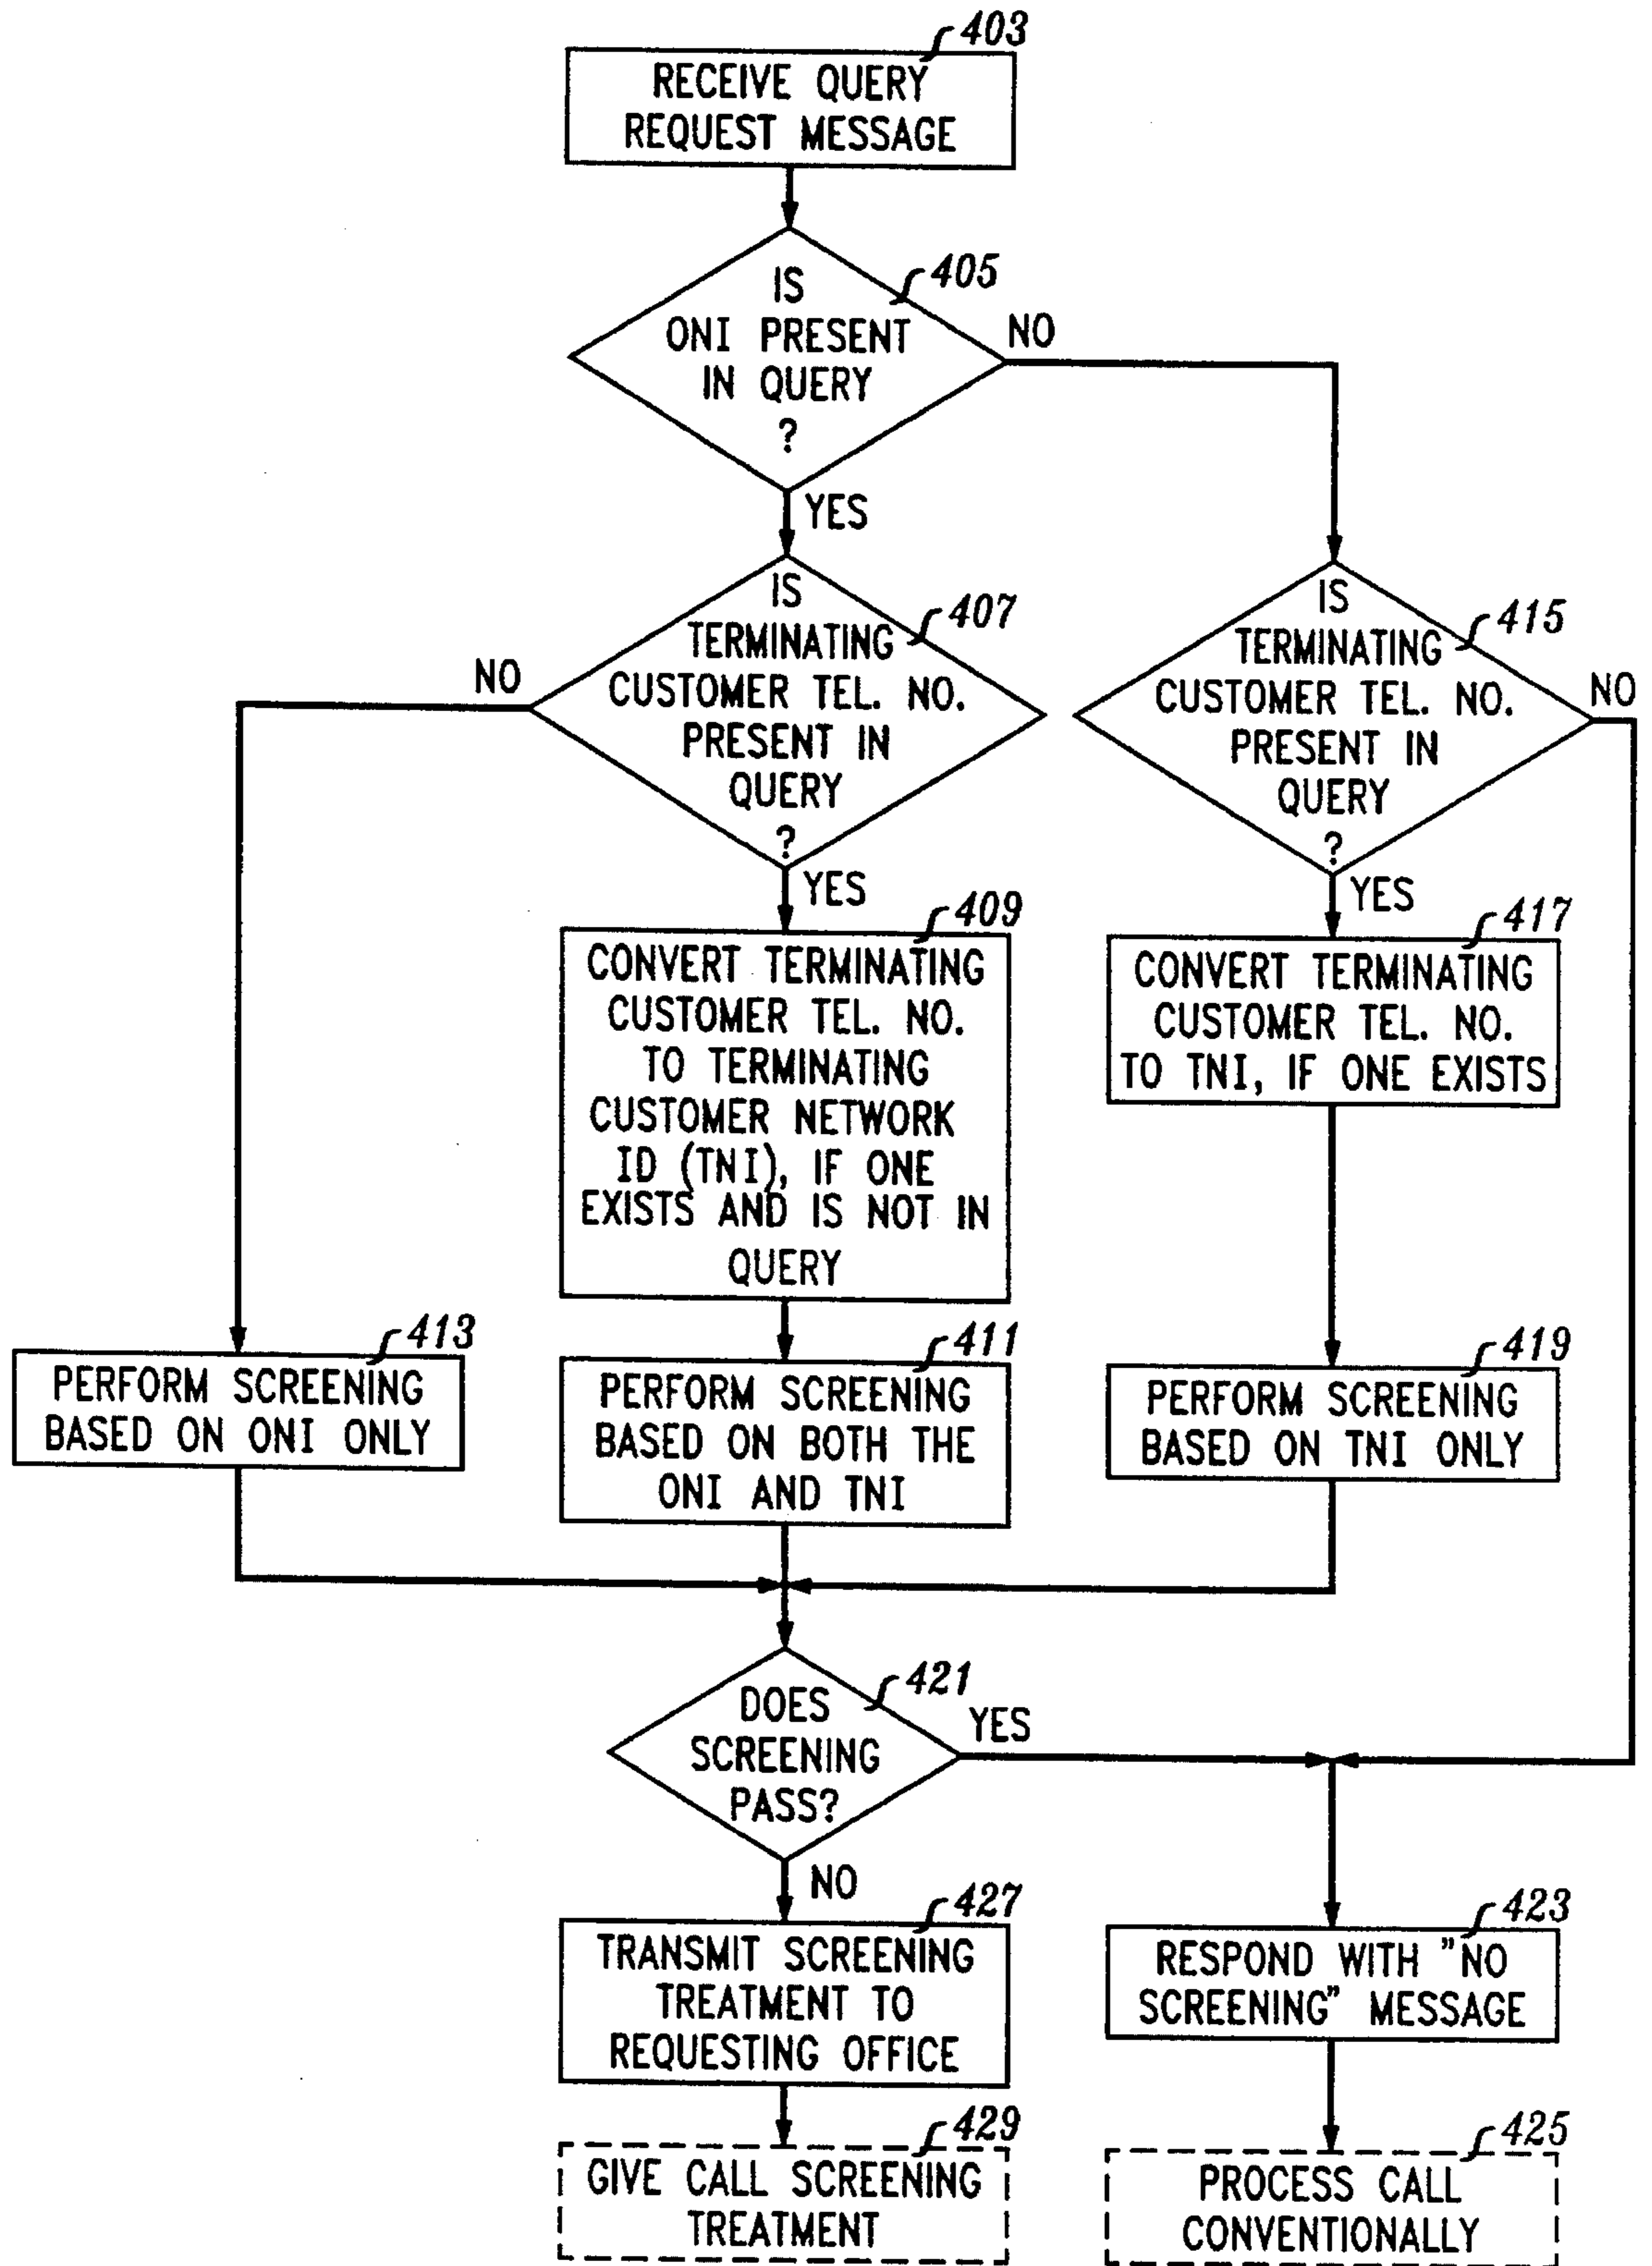 403
RECEIVE QUERY
REQUEST MESSAGE
405
IS
ONI PRESENT
IN QUERY
?
NO
YES
IS
407
TERMINATING
CUSTOMER TEL. NO.
PRESENT IN
QUERY
?
NO
YES
IS
415
TERMINATING
CUSTOMER TEL. NO.
PRESENT IN
QUERY
?
NO
YES
409
CONVERT TERMINATING
CUSTOMER TEL. NO.
TO TERMINATING
CUSTOMER NETWORK
ID (TNI), IF ONE
EXISTS AND IS NOT IN
QUERY
417
CONVERT TERMINATING
CUSTOMER TEL. NO.
TO TNI, IF ONE EXISTS
413
PERFORM SCREENING
BASED ON ONI ONLY
411
PERFORM SCREENING
BASED ON BOTH THE
ONI AND TNI
419
PERFORM SCREENING
BASED ON TNI ONLY
421
DOES
SCREENING
PASS?
YES
NO
427
TRANSMIT SCREENING
TREATMENT TO
REQUESTING OFFICE
423
RESPOND WITH "NO
SCREENING" MESSAGE
429
GIVE CALL SCREENING
TREATMENT
425
PROCESS CALL
CONVENTIONALLY